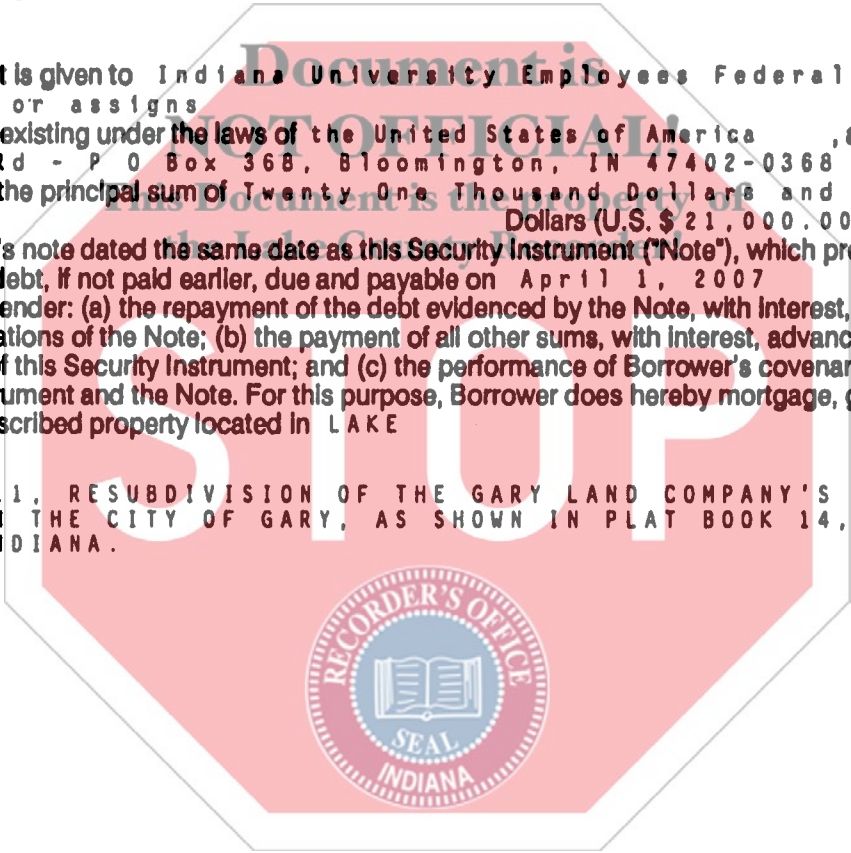 Document is
t is given to Indiana University Employees Federal
or assigns
existing under the laws of the United States of America , a
NOT OFFICIAL!
rd - P O Box 368, Bloomington, IN 47402-0368
the principal sum of Twenty One Thousand Dollars and
This Document is the property of
Dollars (U.S. $ 21,000.00
the Lake County Recorder!
's note dated the same date as this Security Instrument ("Note"), which pr
debt, if not paid earlier, due and payable on April 1, 2007
ender: (a) the repayment of the debt evidenced by the Note, with interest,
ations of the Note; (b) the payment of all other sums, with interest, advanc
f this Security Instrument; and (c) the performance of Borrower's covenan
ument and the Note. For this purpose, Borrower does hereby mortgage, g
scribed property located in LAKE
STOP
1, RESUBDIVISION OF THE GARY LAND COMPANY'S
THE CITY OF GARY, AS SHOWN IN PLAT BOOK 14,
DIANA.
RECORDER'S OFFICE
SEAL
INDIANA